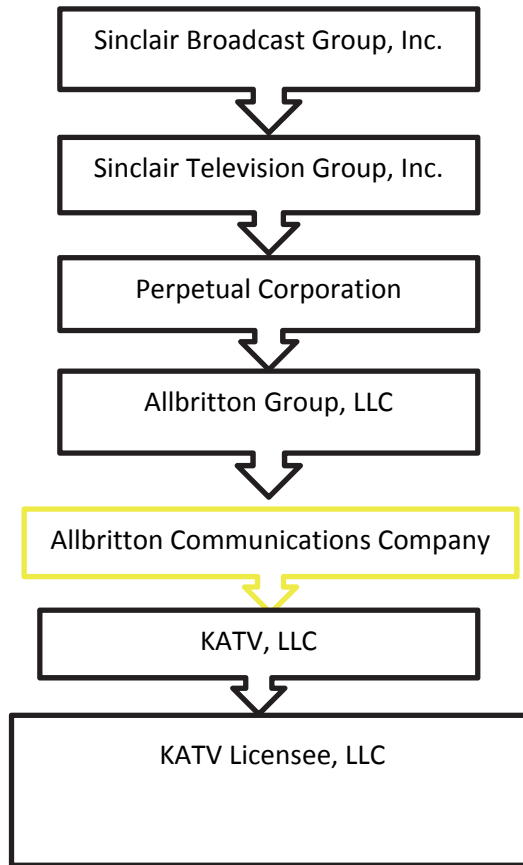 Sinclair Broadcast Group, Inc.
Sinclair Television Group, Inc.
Perpetual Corporation
Allbritton Group, LLC
Allbritton Communications Company
KATV, LLC
KATV Licensee, LLC